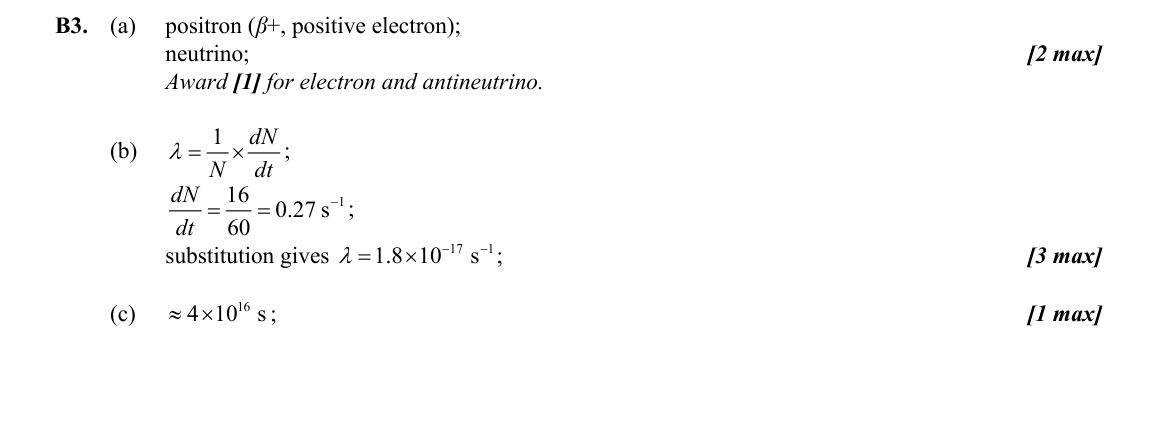 B3. (a) positron (β+, positive electron);
neutrino; [2 max]
Award [1] for electron and antineutrino.
(b) λ = 1/N × dN/dt;
dN/dt = 16/60 = 0.27 s⁻¹;
substitution gives λ = 1.8×10⁻¹⁷ s⁻¹; [3 max]
(c) ≈ 4×10¹⁶ s; [1 max]